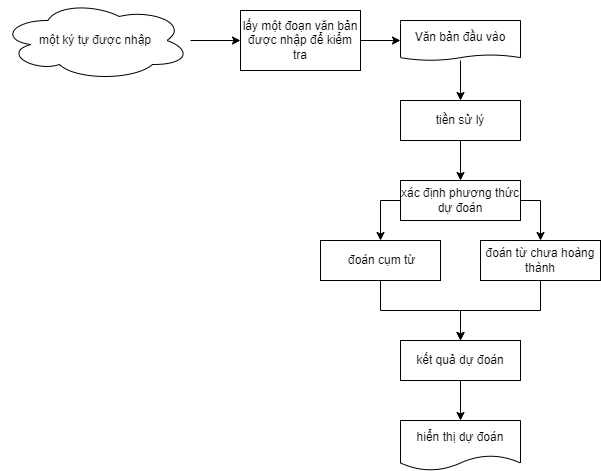 một ký tự được nhập
lấy một đoạn văn bản
được nhập để kiểm
tra
Văn bản đầu vào
tiền sử lý
xác định phương thức
dự đoán
đoán cụm từ
đoán từ chưa hoàng
thành
kết quả dự đoán
hiển thị dự đoán